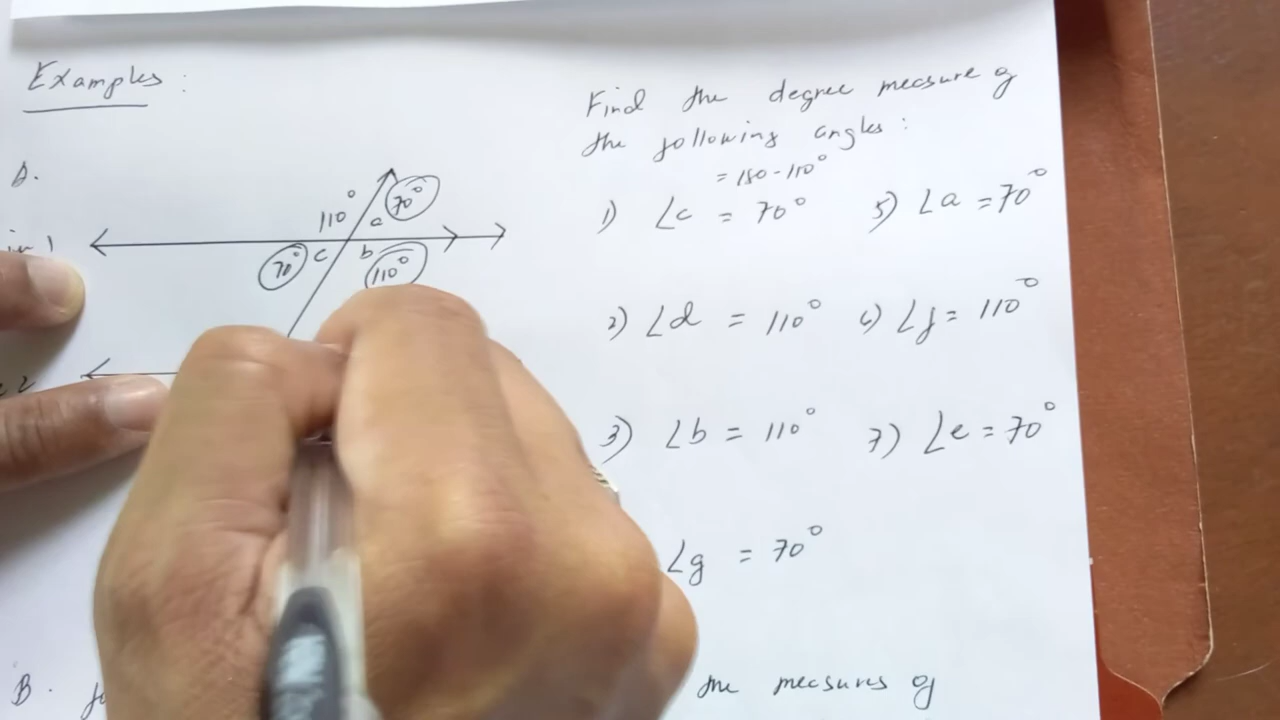 Examples:
A.
110°
70°
a
c
b
70°
110°
2
Find the degree measure of
the following angles:
= 180 - 110°
1) ∠c = 70°
5) ∠a = 70°
2) ∠d = 110°
6) ∠f = 110°
3) ∠b = 110°
7) ∠e = 70°
∠g = 70°
B.
the measures of